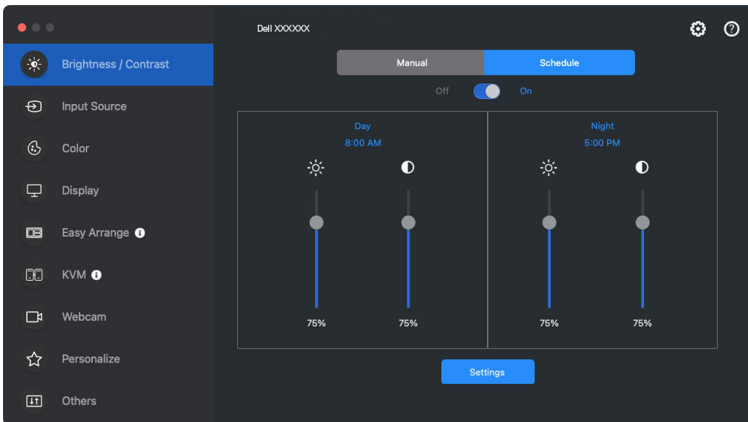 Dell XXXXXX
Brightness / Contrast
Input Source
Color
Display
Easy Arrange
KVM
Webcam
Personalize
Others
Manual Schedule
Off On
Day
8:00 AM
75% 75%
Night
5:00 PM
75% 75%
Settings